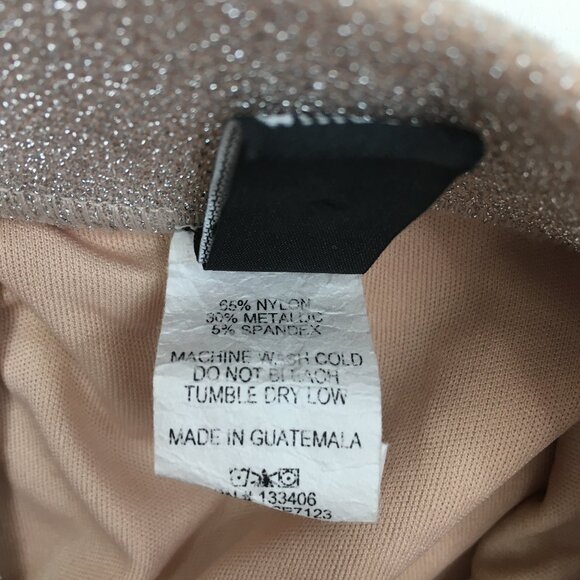 65% NYLON
30% METALLIC
5% SPANDEX
MACHINE WASH COLD
DO NOT BLEACH
TUMBLE DRY LOW
MADE IN GUATEMALA
# 133406